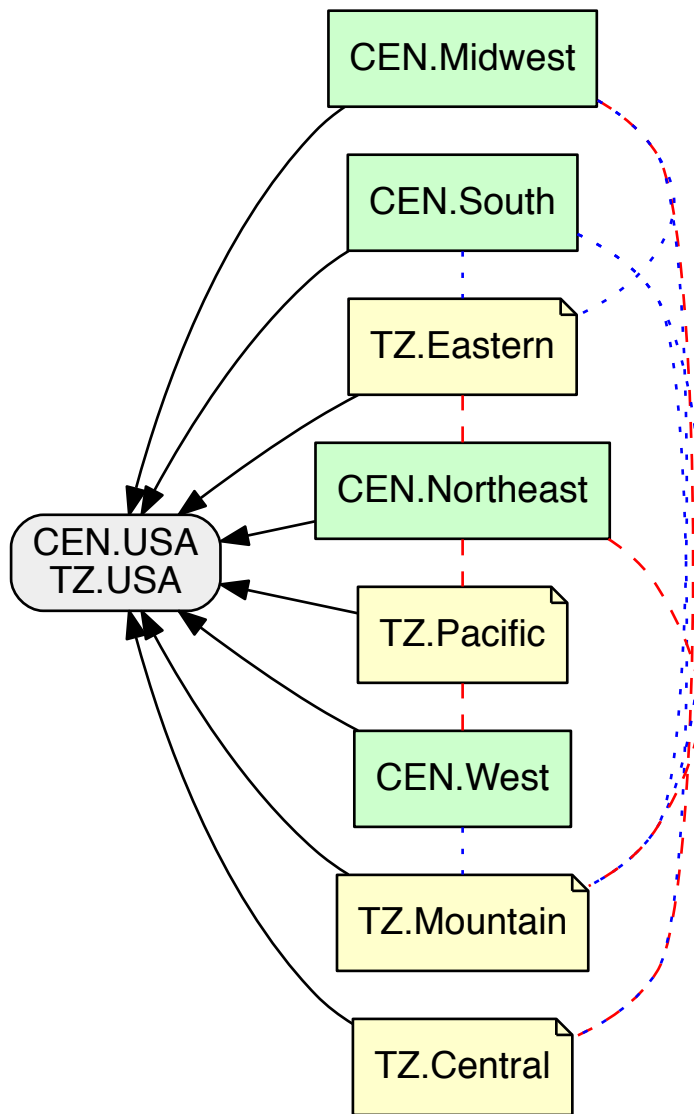 CEN.Midwest
CEN.South
TZ.Eastern
CEN.Northeast
CEN.USA
TZ.USA
TZ.Pacific
CEN.West
TZ.Mountain
TZ.Central